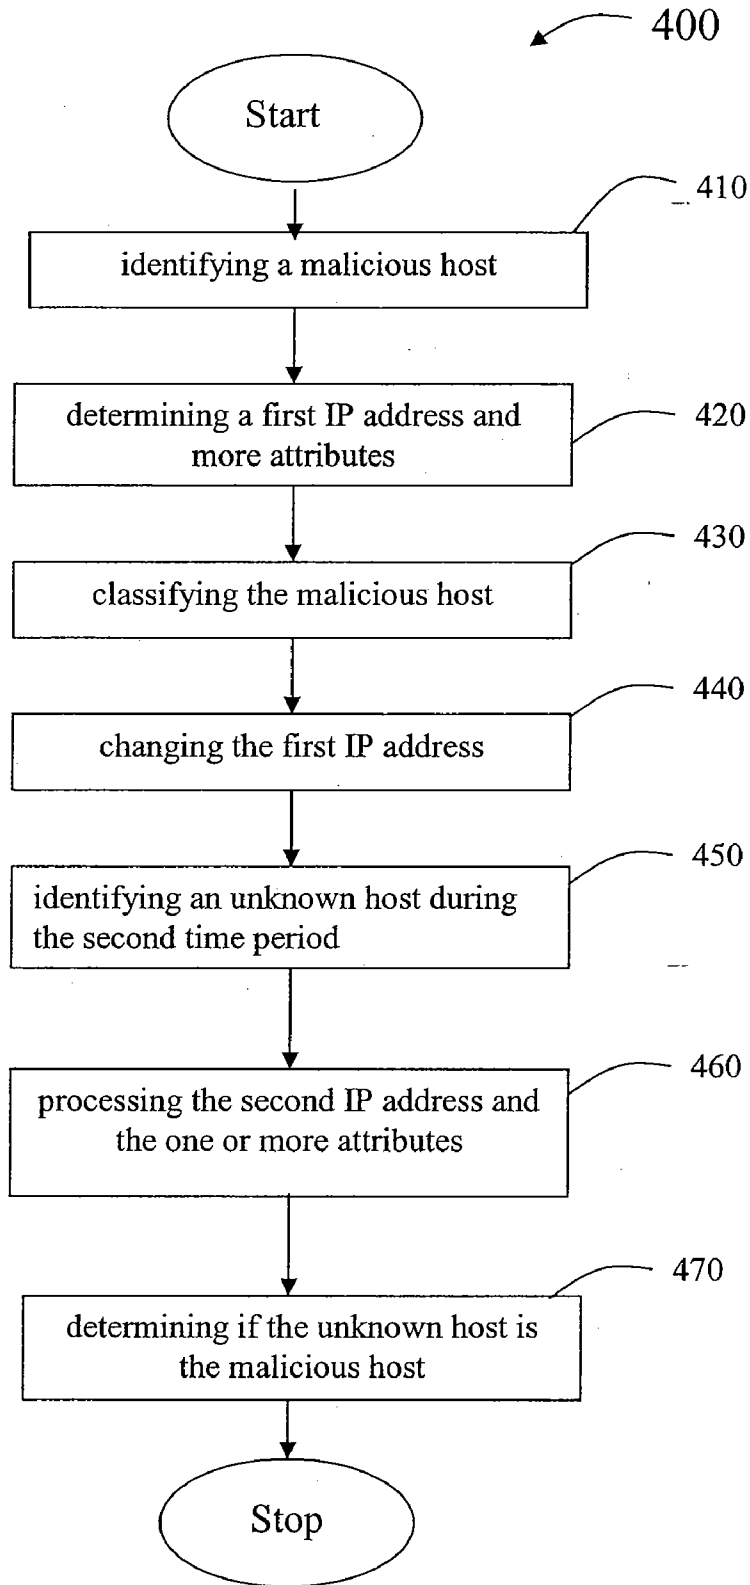 400
Start
410
identifying a malicious host
determining a first IP address and
more attributes
420
430
classifying the malicious host
440
changing the first IP address
450
identifying an unknown host during
the second time period
460
processing the second IP address and
the one or more attributes
470
determining if the unknown host is
the malicious host
Stop